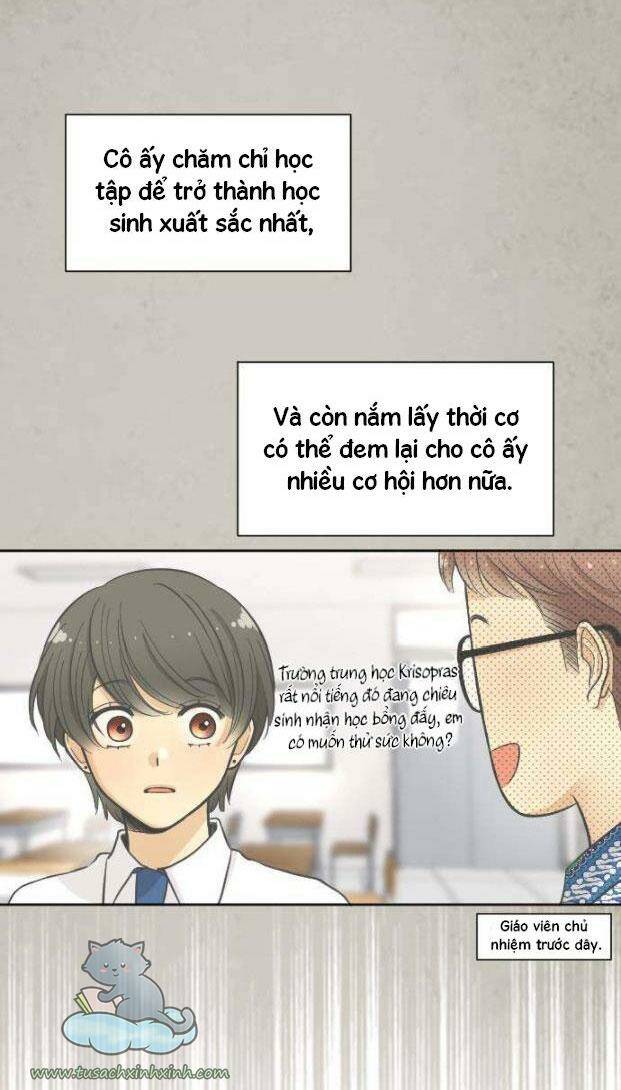 Cô ấy chăm chỉ học
tập để trở thành học
sinh xuất sắc nhất,
Và còn nắm lấy thời cơ
có thể đem lại cho cô ấy
nhiều cơ hội hơn nữa.
Trường trung học Krisopras
rất nổi tiếng đó đang chiêu
sinh nhận học bổng đấy, em
có muốn thử sức không?
Giáo viên chủ
nhiệm trước đây.
www.tusachxinhxinh.com